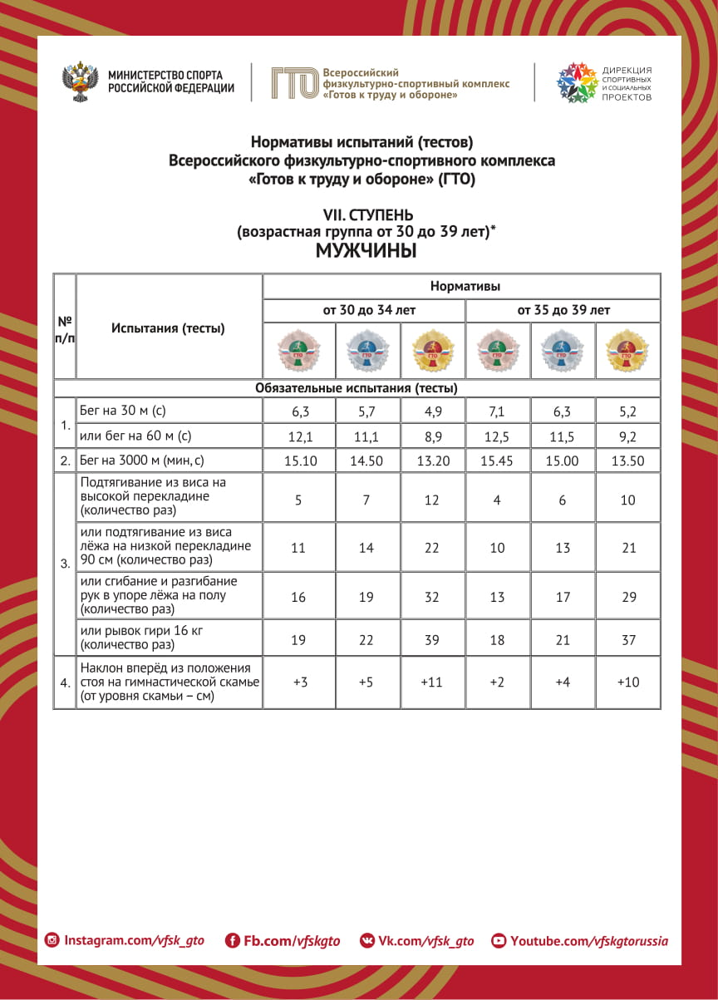 МИНИСТЕРСТВО СПОРТА
РОССИЙСКОЙ ФЕДЕРАЦИИ
ГТО
Всероссийский
физкультурно-спортивный комплекс
«Готов к труду и обороне»
ДИРЕКЦИЯ
СПОРТИВНЫХ
И СОЦИАЛЬНЫХ
ПРОЕКТОВ
Нормативы испытаний (тестов)
Всероссийского физкультурно-спортивного комплекса
«Готов к труду и обороне» (ГТО)
VII. СТУПЕНЬ
(возрастная группа от 30 до 39 лет)*
МУЖЧИНЫ
№
п/п
Испытания (тесты)
Нормативы
от 30 до 34 лет
от 35 до 39 лет
ГТО ГТО ГТО ГТО ГТО ГТО
Обязательные испытания (тесты)
1.
Бег на 30 м (с)
6,3 5,7 4,9 7,1 6,3 5,2
или бег на 60 м (с)
12,1 11,1 8,9 12,5 11,5 9,2
2. Бег на 3000 м (мин, с)
15.10 14.50 13.20 15.45 15.00 13.50
3.
Подтягивание из виса на
высокой перекладине
(количество раз)
5 7 12 4 6 10
или подтягивание из виса
лёжа на низкой перекладине
90 см (количество раз)
11 14 22 10 13 21
или сгибание и разгибание
рук в упоре лёжа на полу
(количество раз)
16 19 32 13 17 29
или рывок гири 16 кг
(количество раз)
19 22 39 18 21 37
4.
Наклон вперёд из положения
стоя на гимнастической скамье
(от уровня скамьи – см)
+3 +5 +11 +2 +4 +10
Instagram.com/vfsk_gto
Fb.com/vfskgto
Vk.com/vfsk_gto
Youtube.com/vfskgtorussia